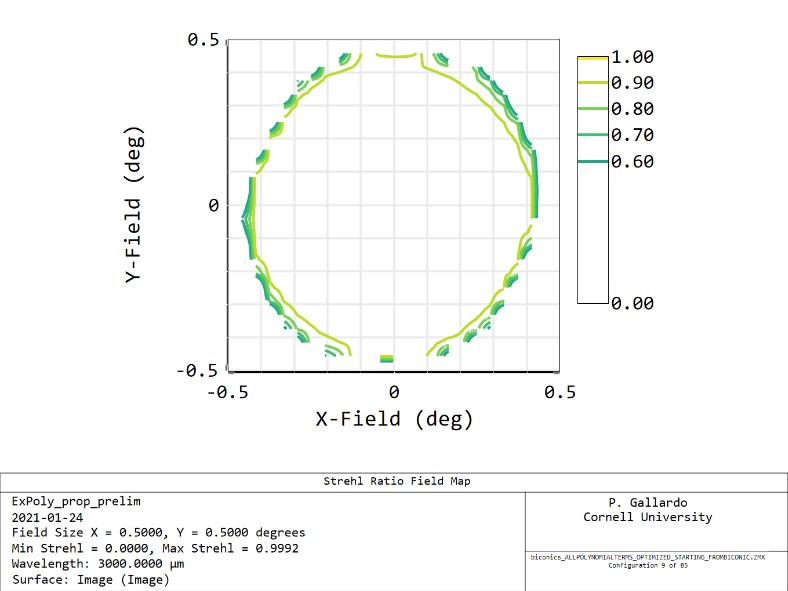 0.5
0
-0.5
Y-Field (deg)
-0.5
0
0.5
X-Field (deg)
1.00
0.90
0.80
0.70
0.60
0.00
Strehl Ratio Field Map
ExPoly_prop_prelim
2021-01-24
Field Size X = 0.5000, Y = 0.5000 degrees
Min Strehl = 0.0000, Max Strehl = 0.9992
Wavelength: 3000.0000 µm
Surface: Image (Image)
P. Gallardo
Cornell University
biconics_ALLPOLYNOMIALTERMS_OPTIMIZED_STARTING_FROMBICONIC.ZMX
Configuration 9 of 85